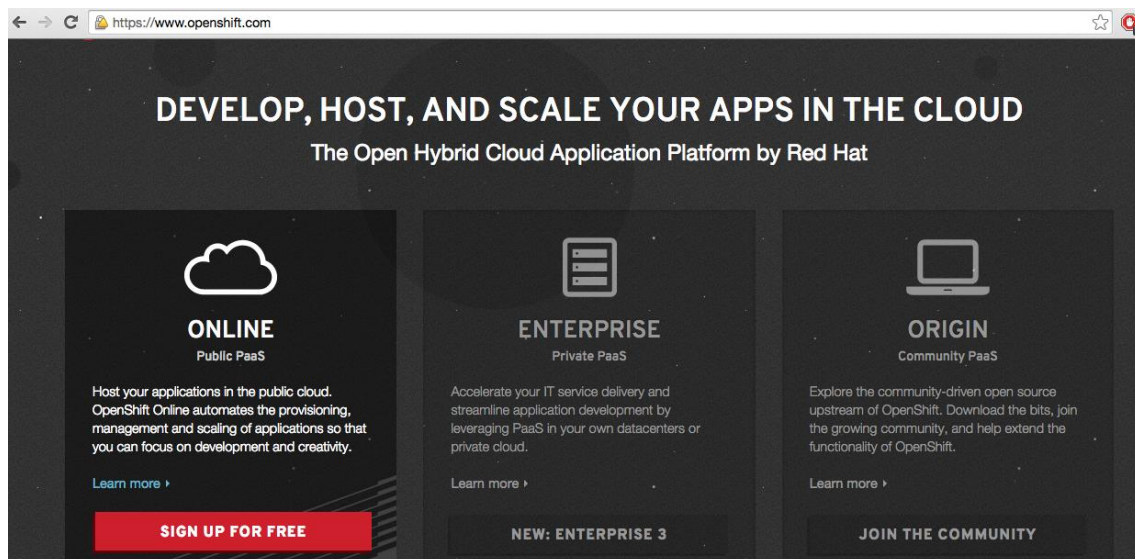 https://www.openshift.com
DEVELOP, HOST, AND SCALE YOUR APPS IN THE CLOUD
The Open Hybrid Cloud Application Platform by Red Hat
ONLINE
Public PaaS
Host your applications in the public cloud.
OpenShift Online automates the provisioning,
management and scaling of applications so that
you can focus on development and creativity.
Learn more
SIGN UP FOR FREE
ENTERPRISE
Private PaaS
Accelerate your IT service delivery and
streamline application development by
leveraging PaaS in your own datacenters or
private cloud.
Learn more
NEW: ENTERPRISE 3
ORIGIN
Community PaaS
Explore the community-driven open source
upstream of OpenShift. Download the bits, join
the growing community, and help extend the
functionality of OpenShift.
Learn more
JOIN THE COMMUNITY